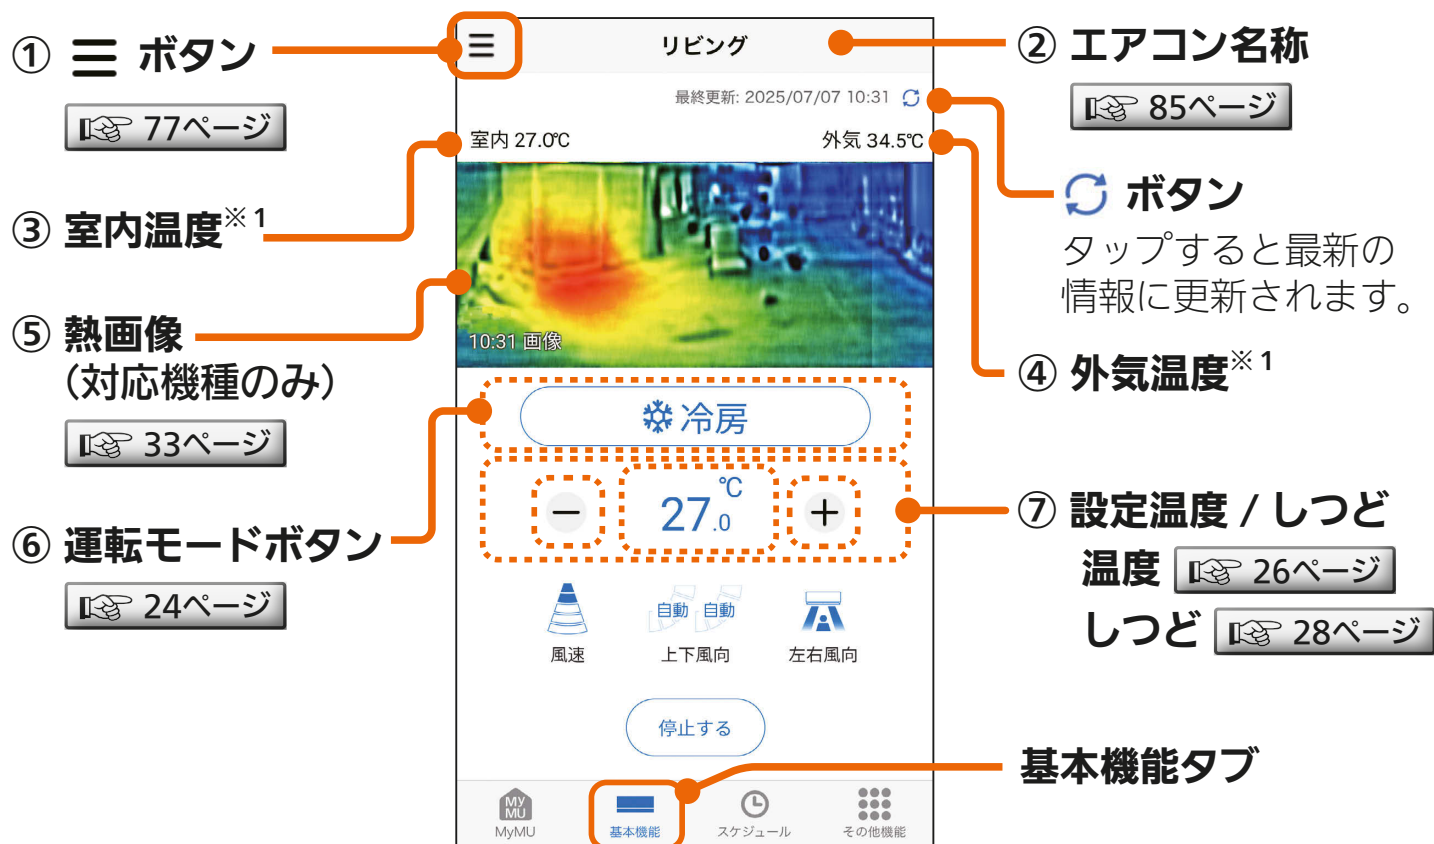 ① ☰ ボタン
☞ 77ページ
③ 室内温度※1
⑤ 熱画像
(対応機種のみ)
☞ 33ページ
⑥ 運転モードボタン
☞ 24ページ
リビング
最終更新: 2025/07/07 10:31
室内 27.0℃
外気 34.5℃
10:31 画像
冷房
− 27.0℃ +
自動 自動
風速
上下風向
左右風向
停止する
MY MU
MyMU
基本機能
スケジュール
その他機能
② エアコン名称
☞ 85ページ
ボタン
タップすると最新の
情報に更新されます。
④ 外気温度※1
⑦ 設定温度 / しつど
温度 ☞ 26ページ
しつど ☞ 28ページ
基本機能タブ